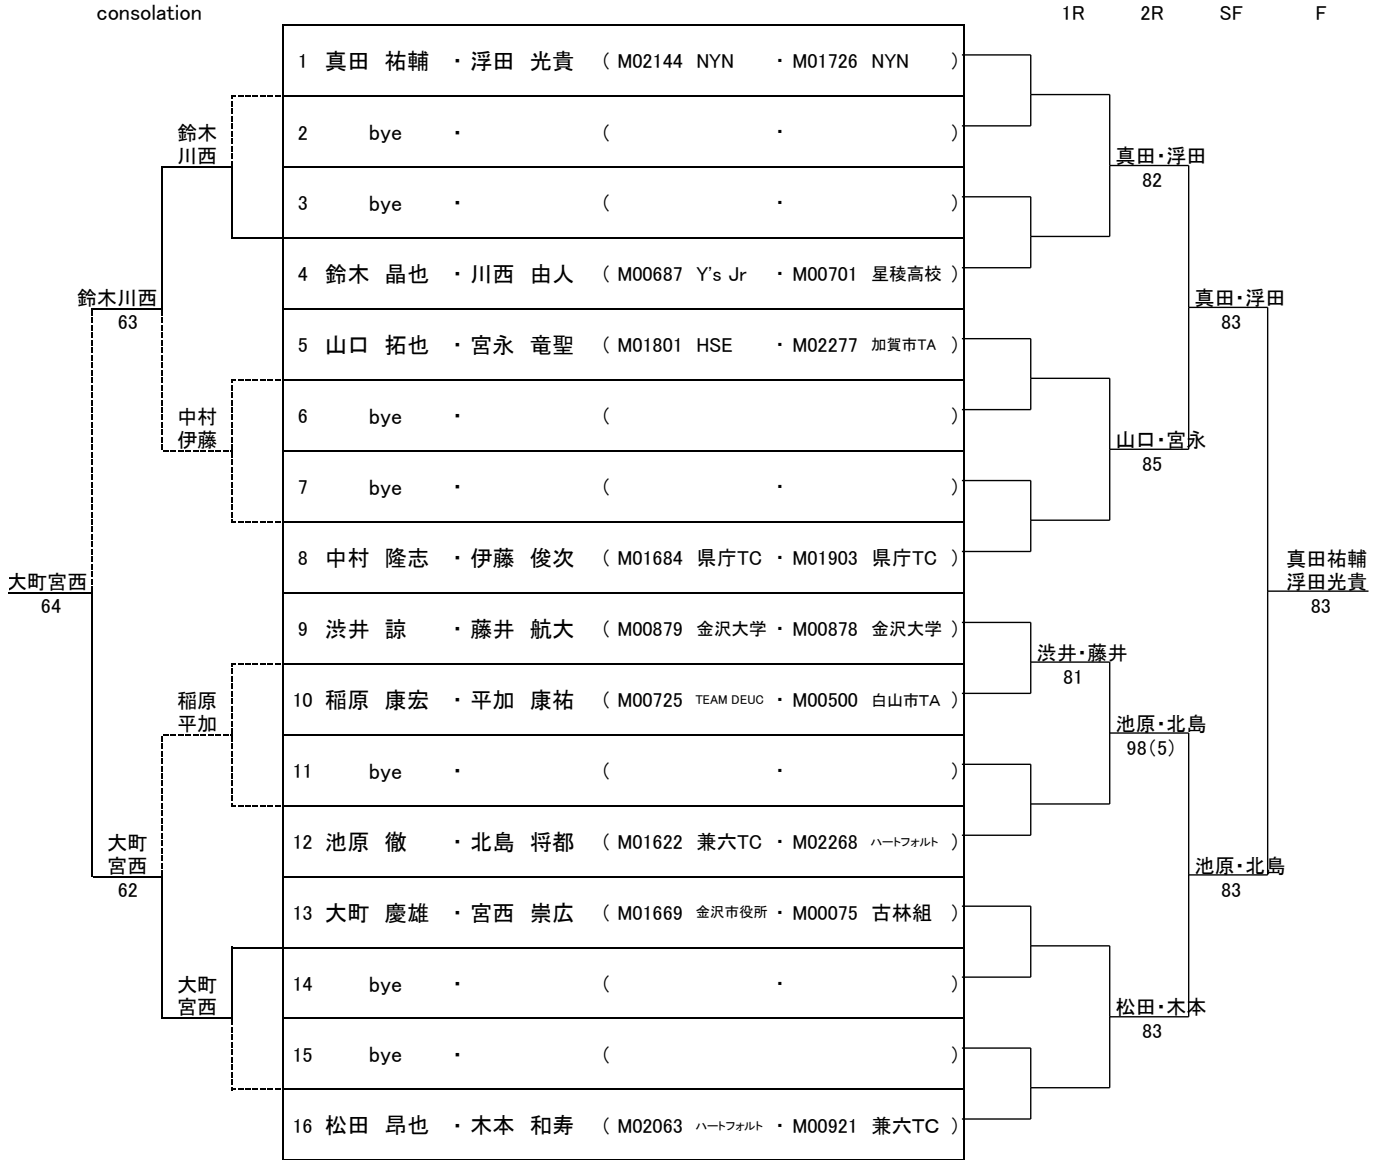 consolation 1R 2R SF F
1 真田 祐輔 ・浮田 光貴 ( M02144 NYN ・ M01726 NYN )
2 bye ・ ( ・ )
鈴木
川西
真田・浮田
82
3 bye ・ ( ・ )
4 鈴木 晶也 ・川西 由人 ( M00687 Y's Jr ・ M00701 星稜高校 )
鈴木川西
63
真田・浮田
83
5 山口 拓也 ・宮永 竜聖 ( M01801 HSE ・ M02277 加賀市TA )
6 bye ・ ( )
中村
伊藤
山口・宮永
85
7 bye ・ ( ・ )
8 中村 隆志 ・伊藤 俊次 ( M01684 県庁TC ・ M01903 県庁TC )
大町宮西
64
真田祐輔
浮田光貴
83
9 渋井 諒 ・藤井 航大 ( M00879 金沢大学 ・ M00878 金沢大学 )
渋井・藤井
81
10 稲原 康宏 ・平加 康祐 ( M00725 TEAM DEUC ・ M00500 白山市TA )
稲原
平加
池原・北島
98(5)
11 bye ・ ( ・ )
12 池原 徹 ・北島 将都 ( M01622 兼六TC ・ M02268 ハートフォルト )
大町
宮西
62
池原・北島
83
13 大町 慶雄 ・宮西 崇広 ( M01669 金沢市役所 ・ M00075 古林組 )
14 bye ・ ( ・ )
大町
宮西
松田・木本
83
15 bye ・ ( )
16 松田 昂也 ・木本 和寿 ( M02063 ハートフォルト ・ M00921 兼六TC )